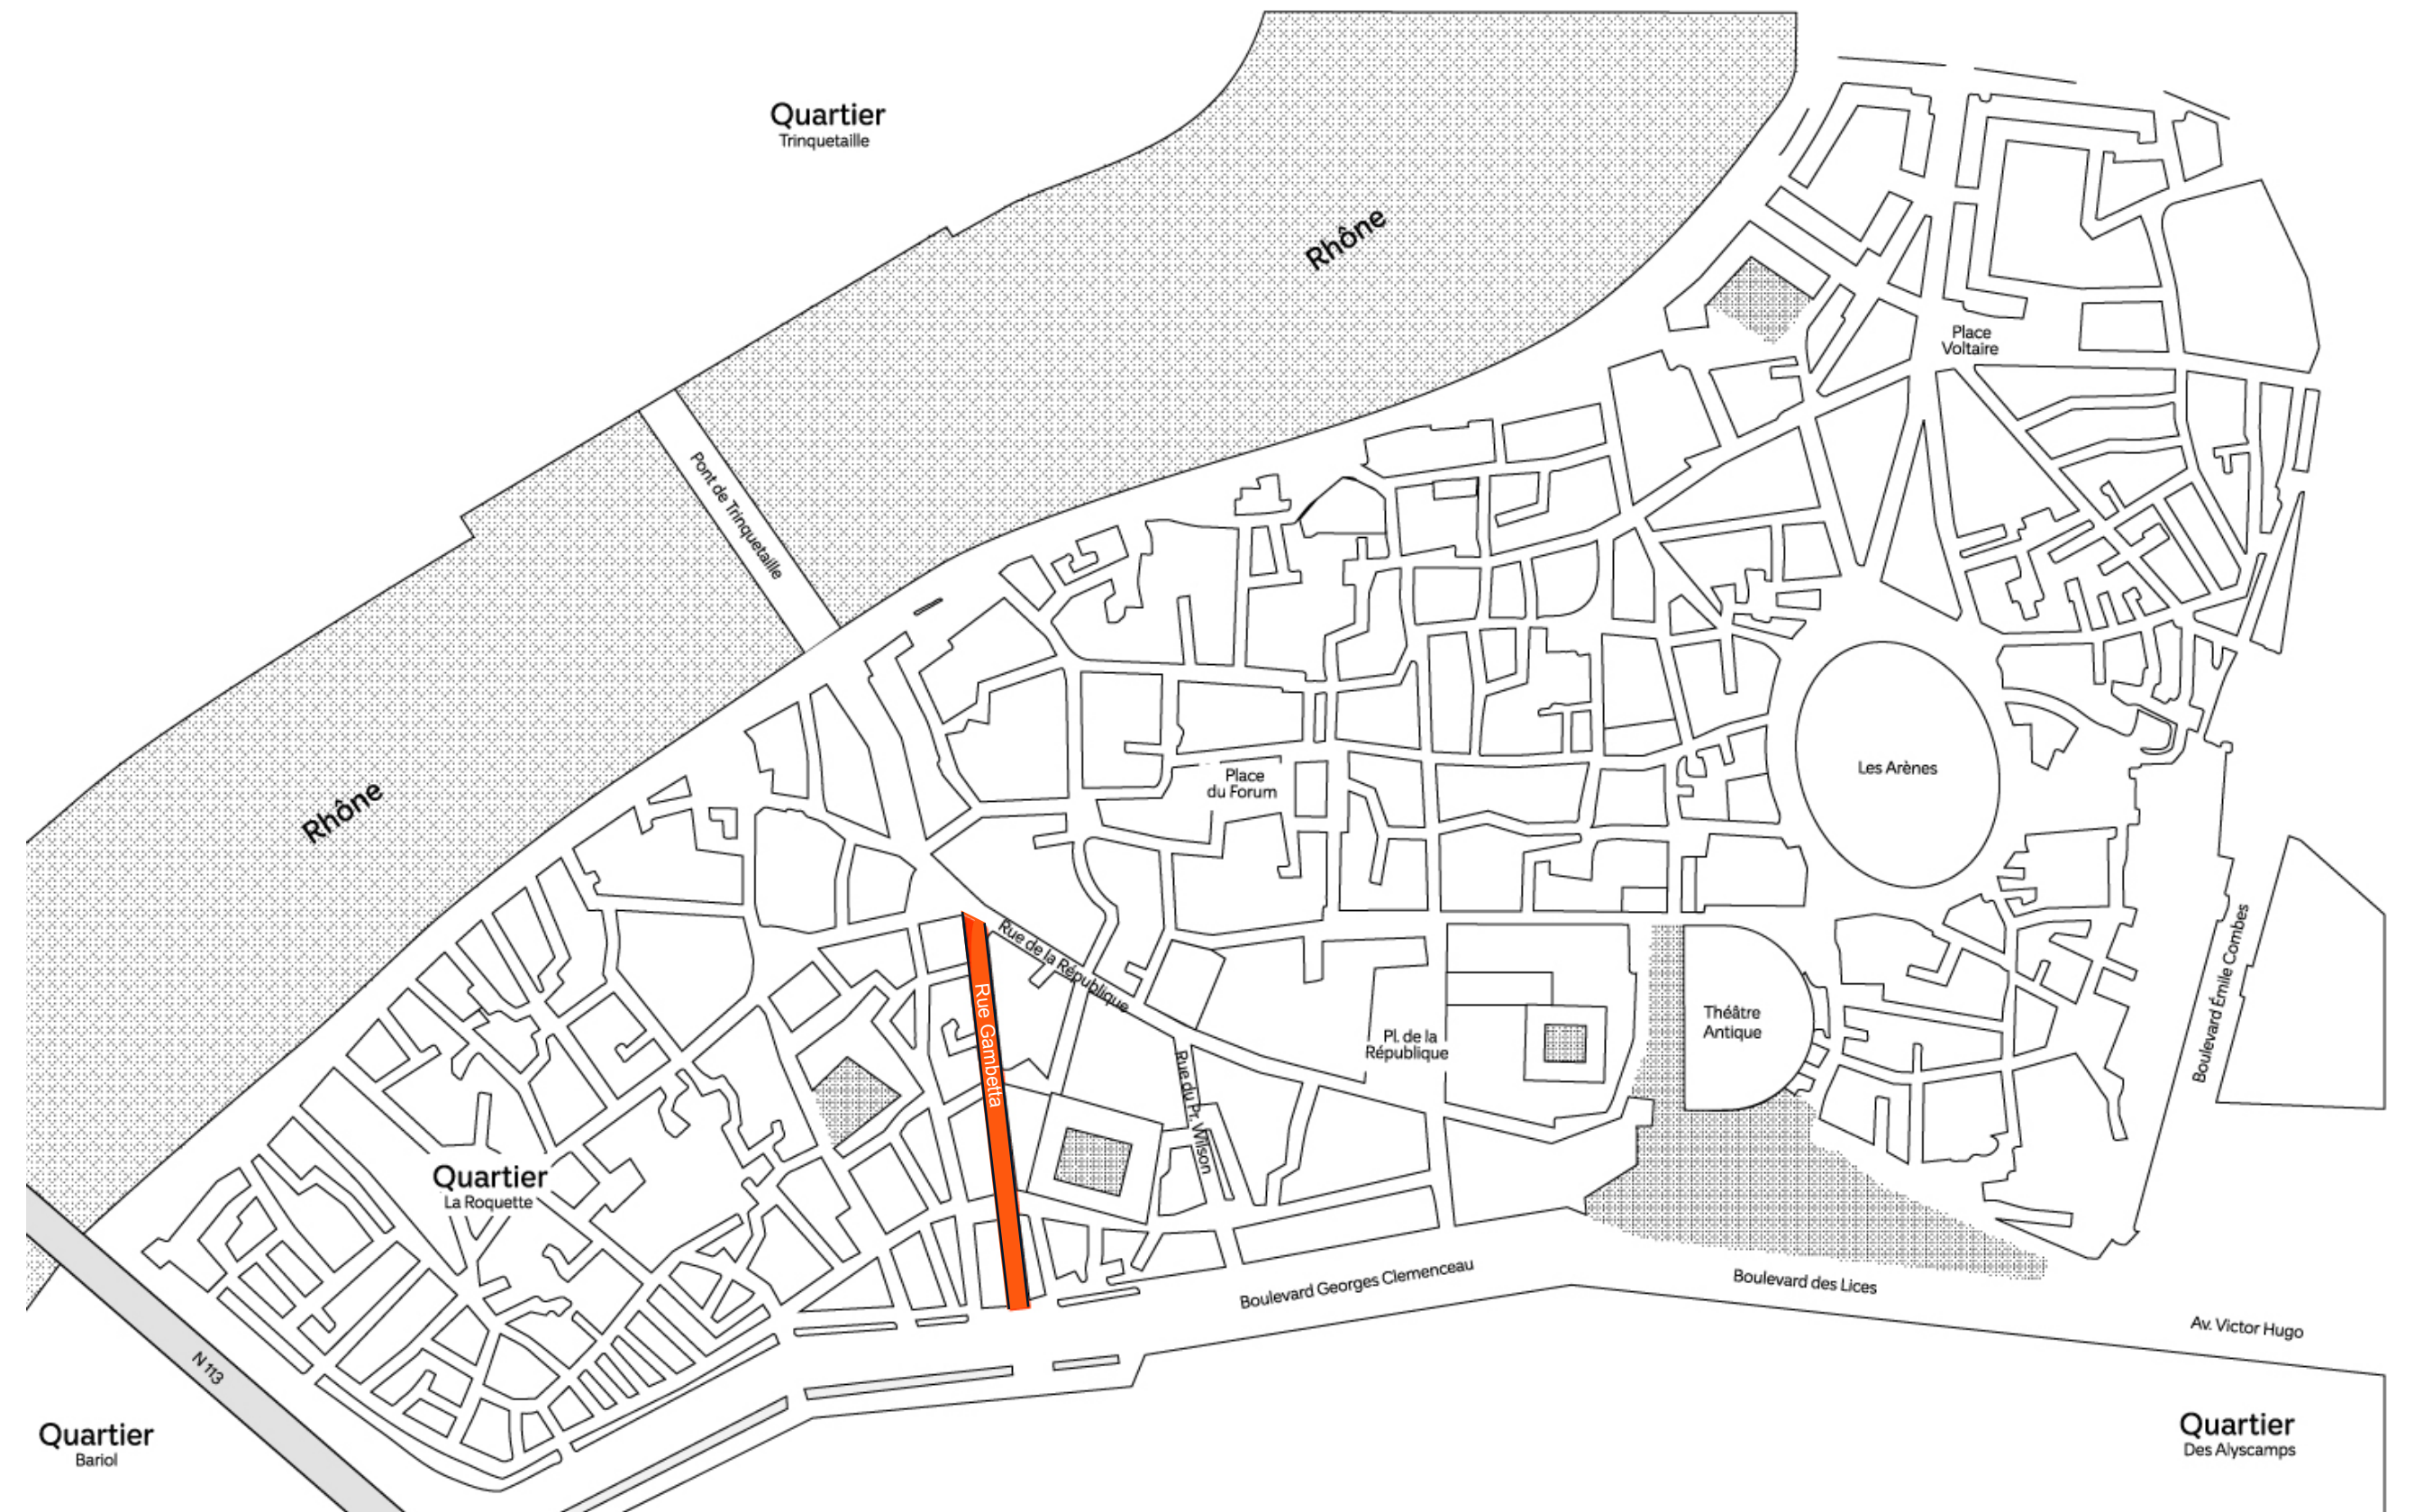 Quartier
Trinquetaille
Rhône
Place
Voltaire
Pont de Trinquetaille
Rhône
Place
du Forum
Les Arènes
Rue de la République
Rue Gambetta
Pl. de la
République
Théâtre
Antique
Boulevard Émile Combes
Rue du Pr. Wilson
Quartier
La Roquette
Boulevard Georges Clemenceau
Boulevard des Lices
Av. Victor Hugo
N 113
Quartier
Bariol
Quartier
Des Alyscamps